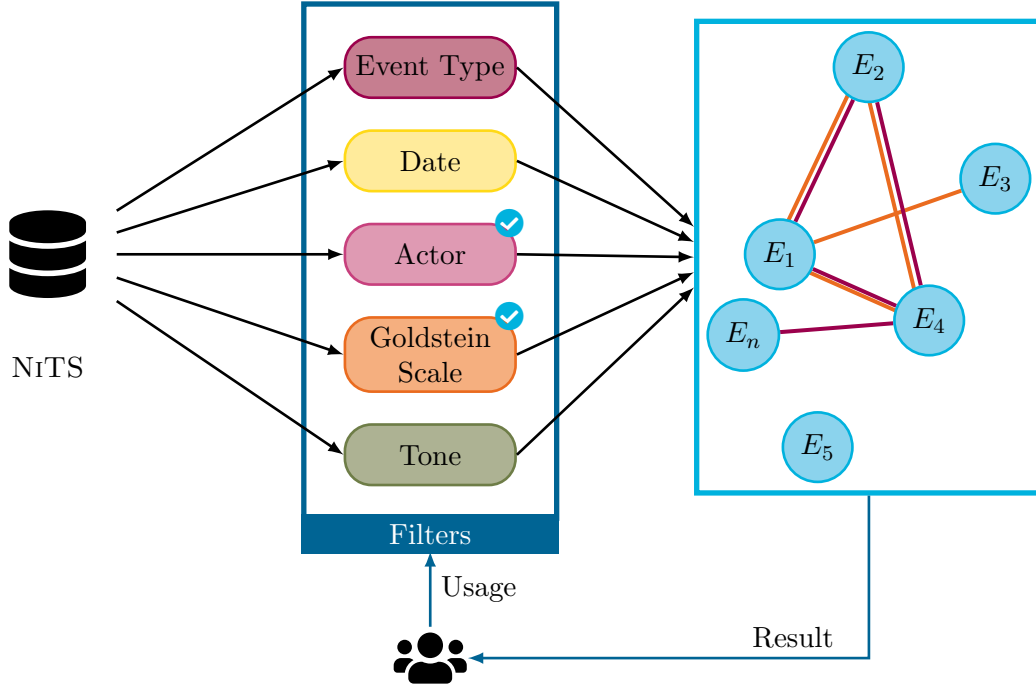 NiTS
Event Type
Date
Actor
Goldstein
Scale
Tone
Filters
Usage
E₂
E₃
E₁
E₄
Eₙ
E₅
Result